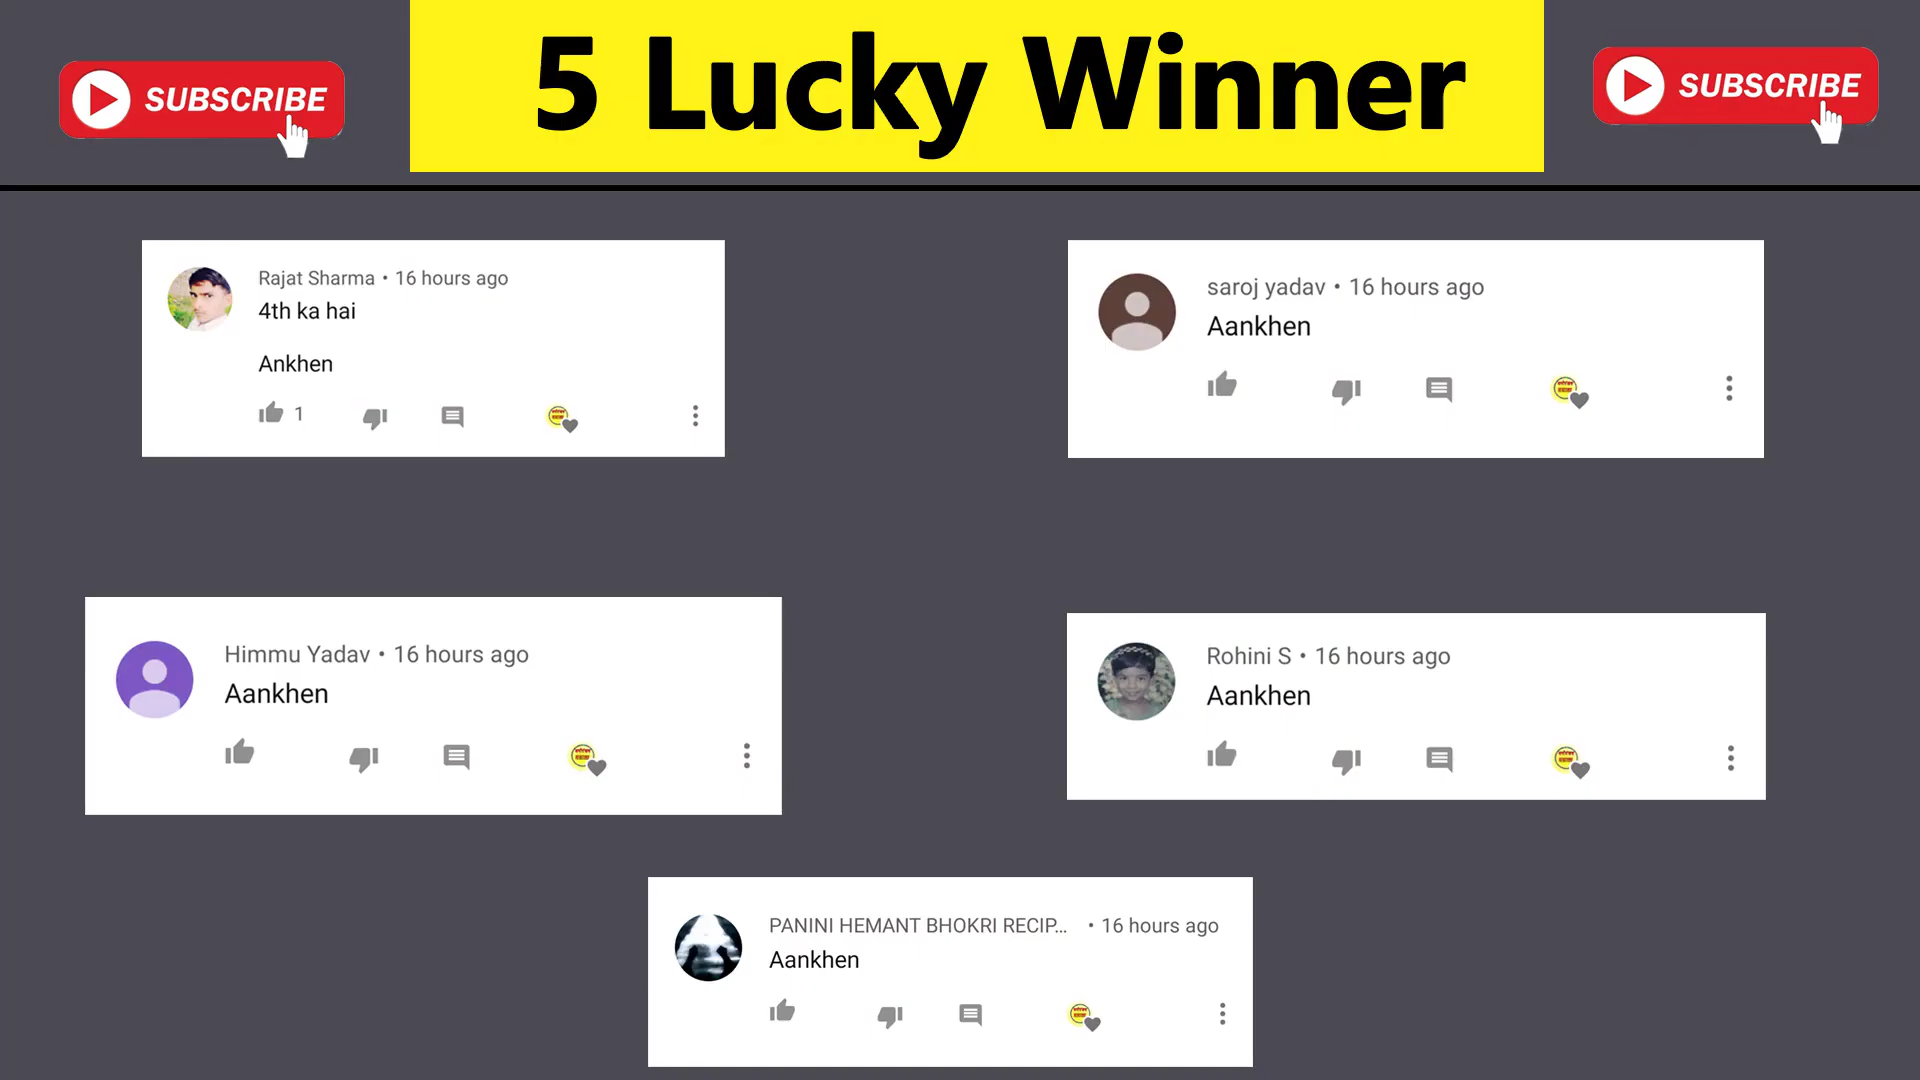 5 Lucky Winner
SUBSCRIBE
SUBSCRIBE
Rajat Sharma • 16 hours ago
4th ka hai
Ankhen
1
saroj yadav • 16 hours ago
Aankhen
Himmu Yadav • 16 hours ago
Aankhen
Rohini S • 16 hours ago
Aankhen
PANINI HEMANT BHOKRI RECIP... • 16 hours ago
Aankhen